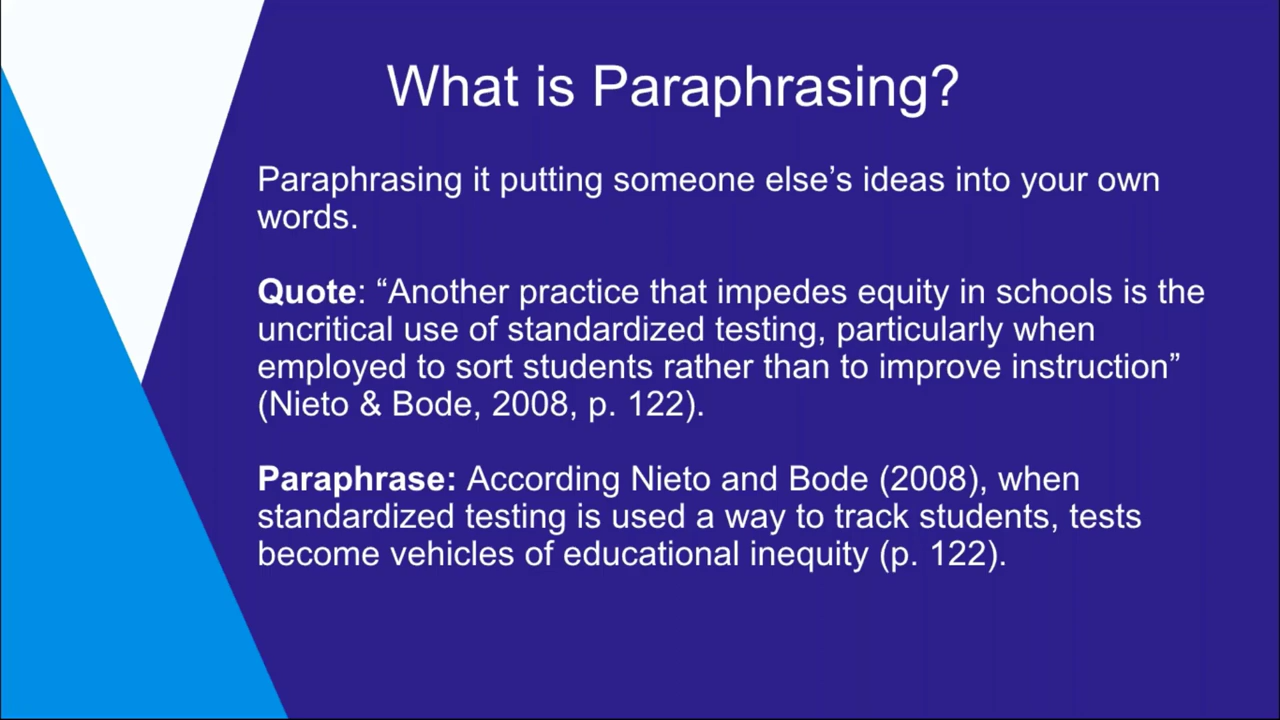 What is Paraphrasing?
Paraphrasing it putting someone else’s ideas into your own
words.
Quote: “Another practice that impedes equity in schools is the
uncritical use of standardized testing, particularly when
employed to sort students rather than to improve instruction”
(Nieto & Bode, 2008, p. 122).
Paraphrase: According Nieto and Bode (2008), when
standardized testing is used a way to track students, tests
become vehicles of educational inequity (p. 122).